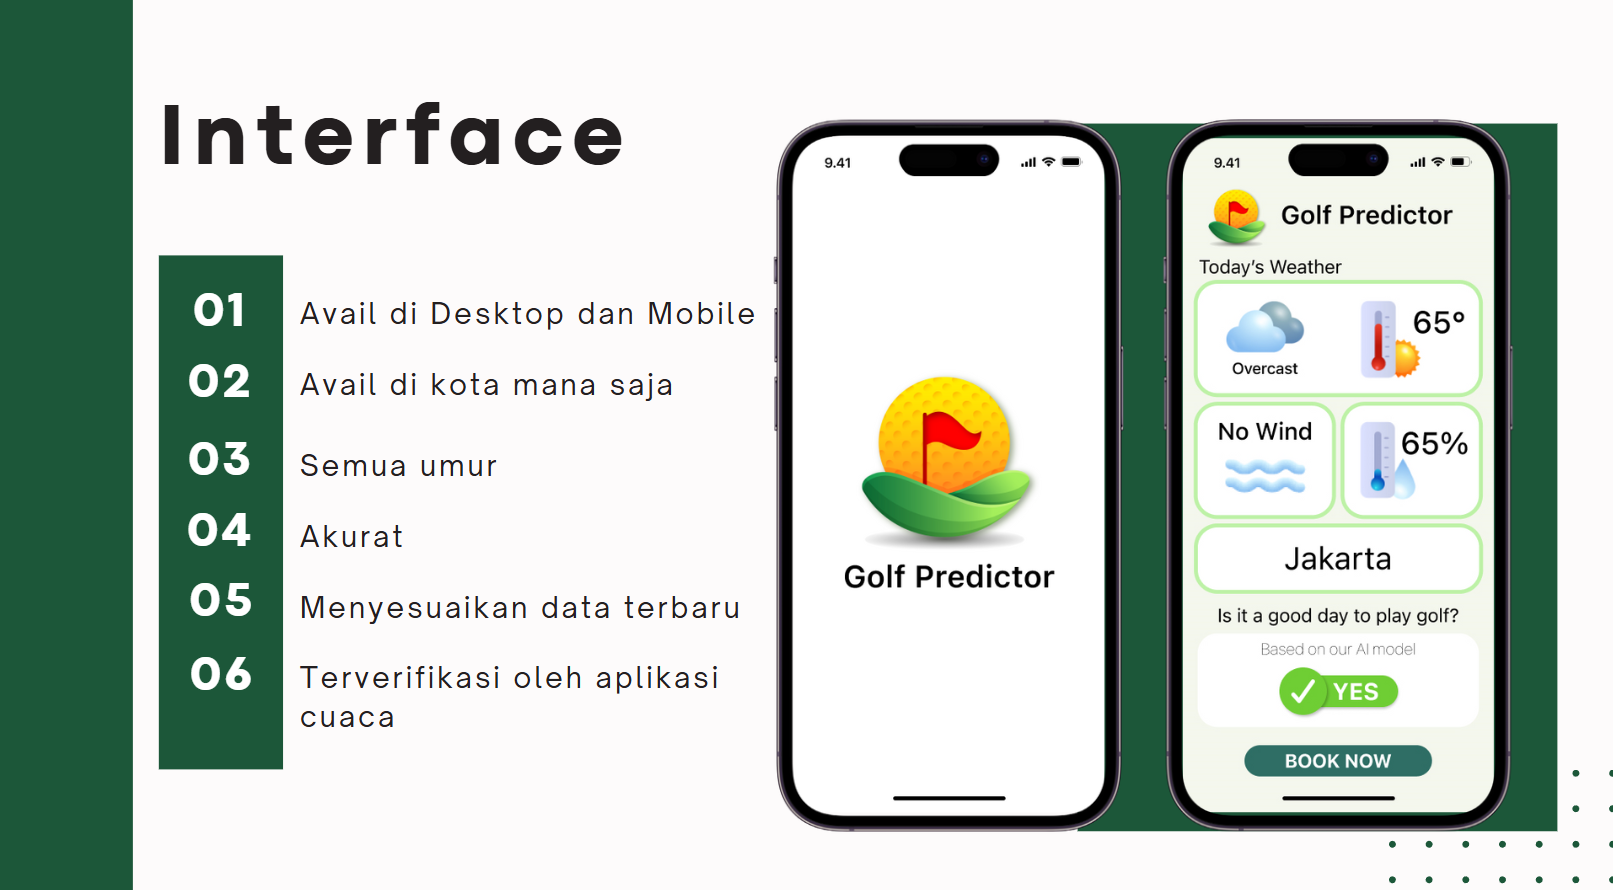 Interface
01 Avail di Desktop dan Mobile
02 Avail di kota mana saja
03 Semua umur
04 Akurat
05 Menyesuaikan data terbaru
06 Terverifikasi oleh aplikasi
cuaca
9.41
Golf Predictor
9.41
Golf Predictor
Today's Weather
Overcast
65°
No Wind
65%
Jakarta
Is it a good day to play golf?
Based on our AI model
YES
BOOK NOW